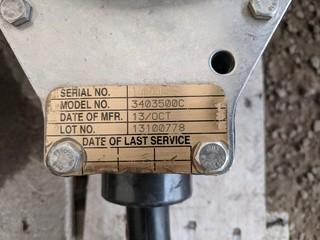 SERIAL NO.
MODEL NO. 3403500C
DATE OF MFR. 13/OCT
LOT NO. 13100778
DATE OF LAST SERVICE